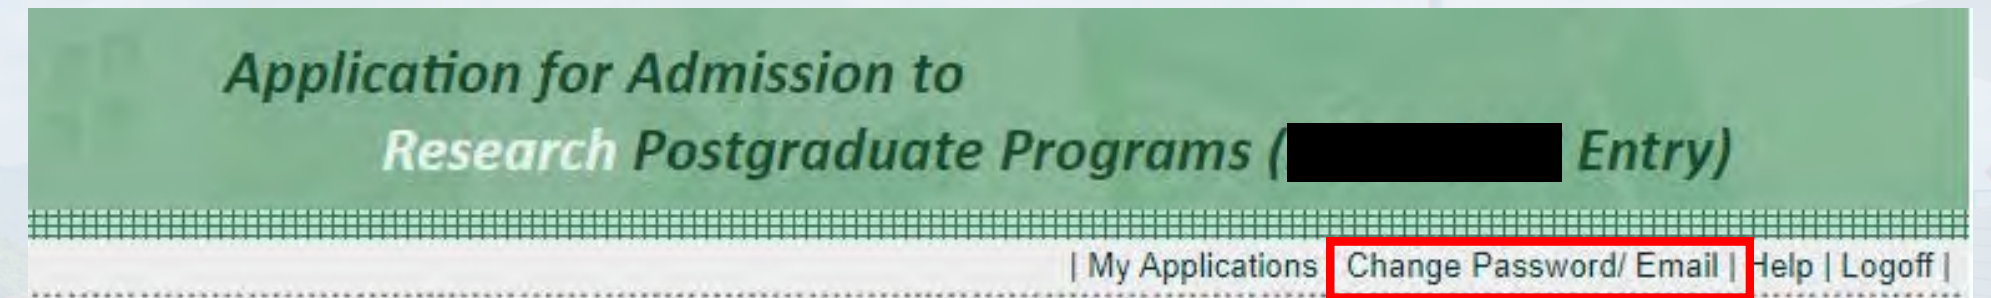 Application for Admission to
Research Postgraduate Programs ( Entry)
| My Applications Change Password/ Email | Help | Logoff |